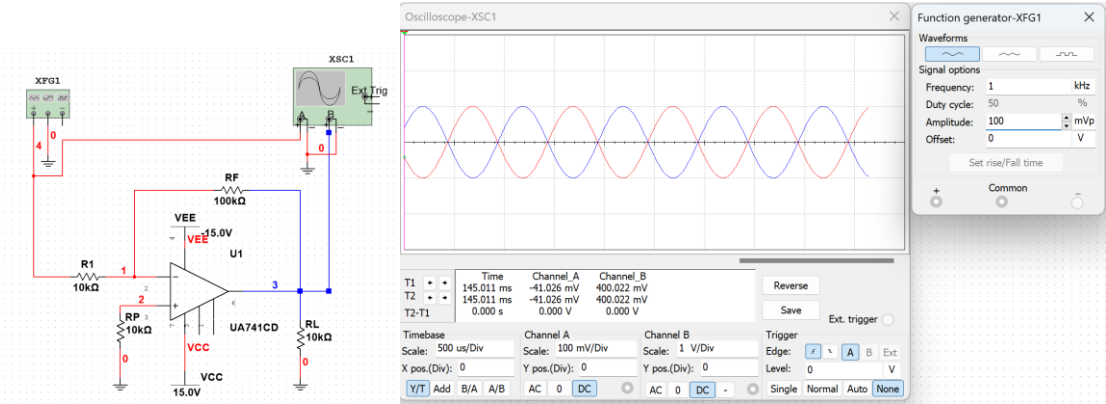 XFG1
4
0
XSC1
Ext Trig
A
B
0
RF
100kΩ
VEE
-15.0V
VEE
4
U1
R1
10kΩ
1
2
3
6
2
3
RP
10kΩ
7
5
1
UA741CD
RL
10kΩ
VCC
0
0
VCC
15.0V
Oscilloscope-XSC1
T1
T2
T2-T1
Time Channel_A Channel_B
145.011 ms -41.026 mV 400.022 mV
145.011 ms -41.026 mV 400.022 mV
0.000 s 0.000 V 0.000 V
Reverse
Save
Ext. trigger
Timebase
Scale: 500 us/Div
X pos.(Div): 0
Y/T Add B/A A/B
Channel A
Scale: 100 mV/Div
Y pos.(Div): 0
AC 0 DC
Channel B
Scale: 1 V/Div
Y pos.(Div): 0
AC 0 DC -
Trigger
Edge: A B Ext
Level: 0 V
Single Normal Auto None
Function generator-XFG1
Waveforms
Signal options
Frequency: 1 kHz
Duty cycle: 50 %
Amplitude: 100 mVp
Offset: 0 V
Set rise/Fall time
+ Common -